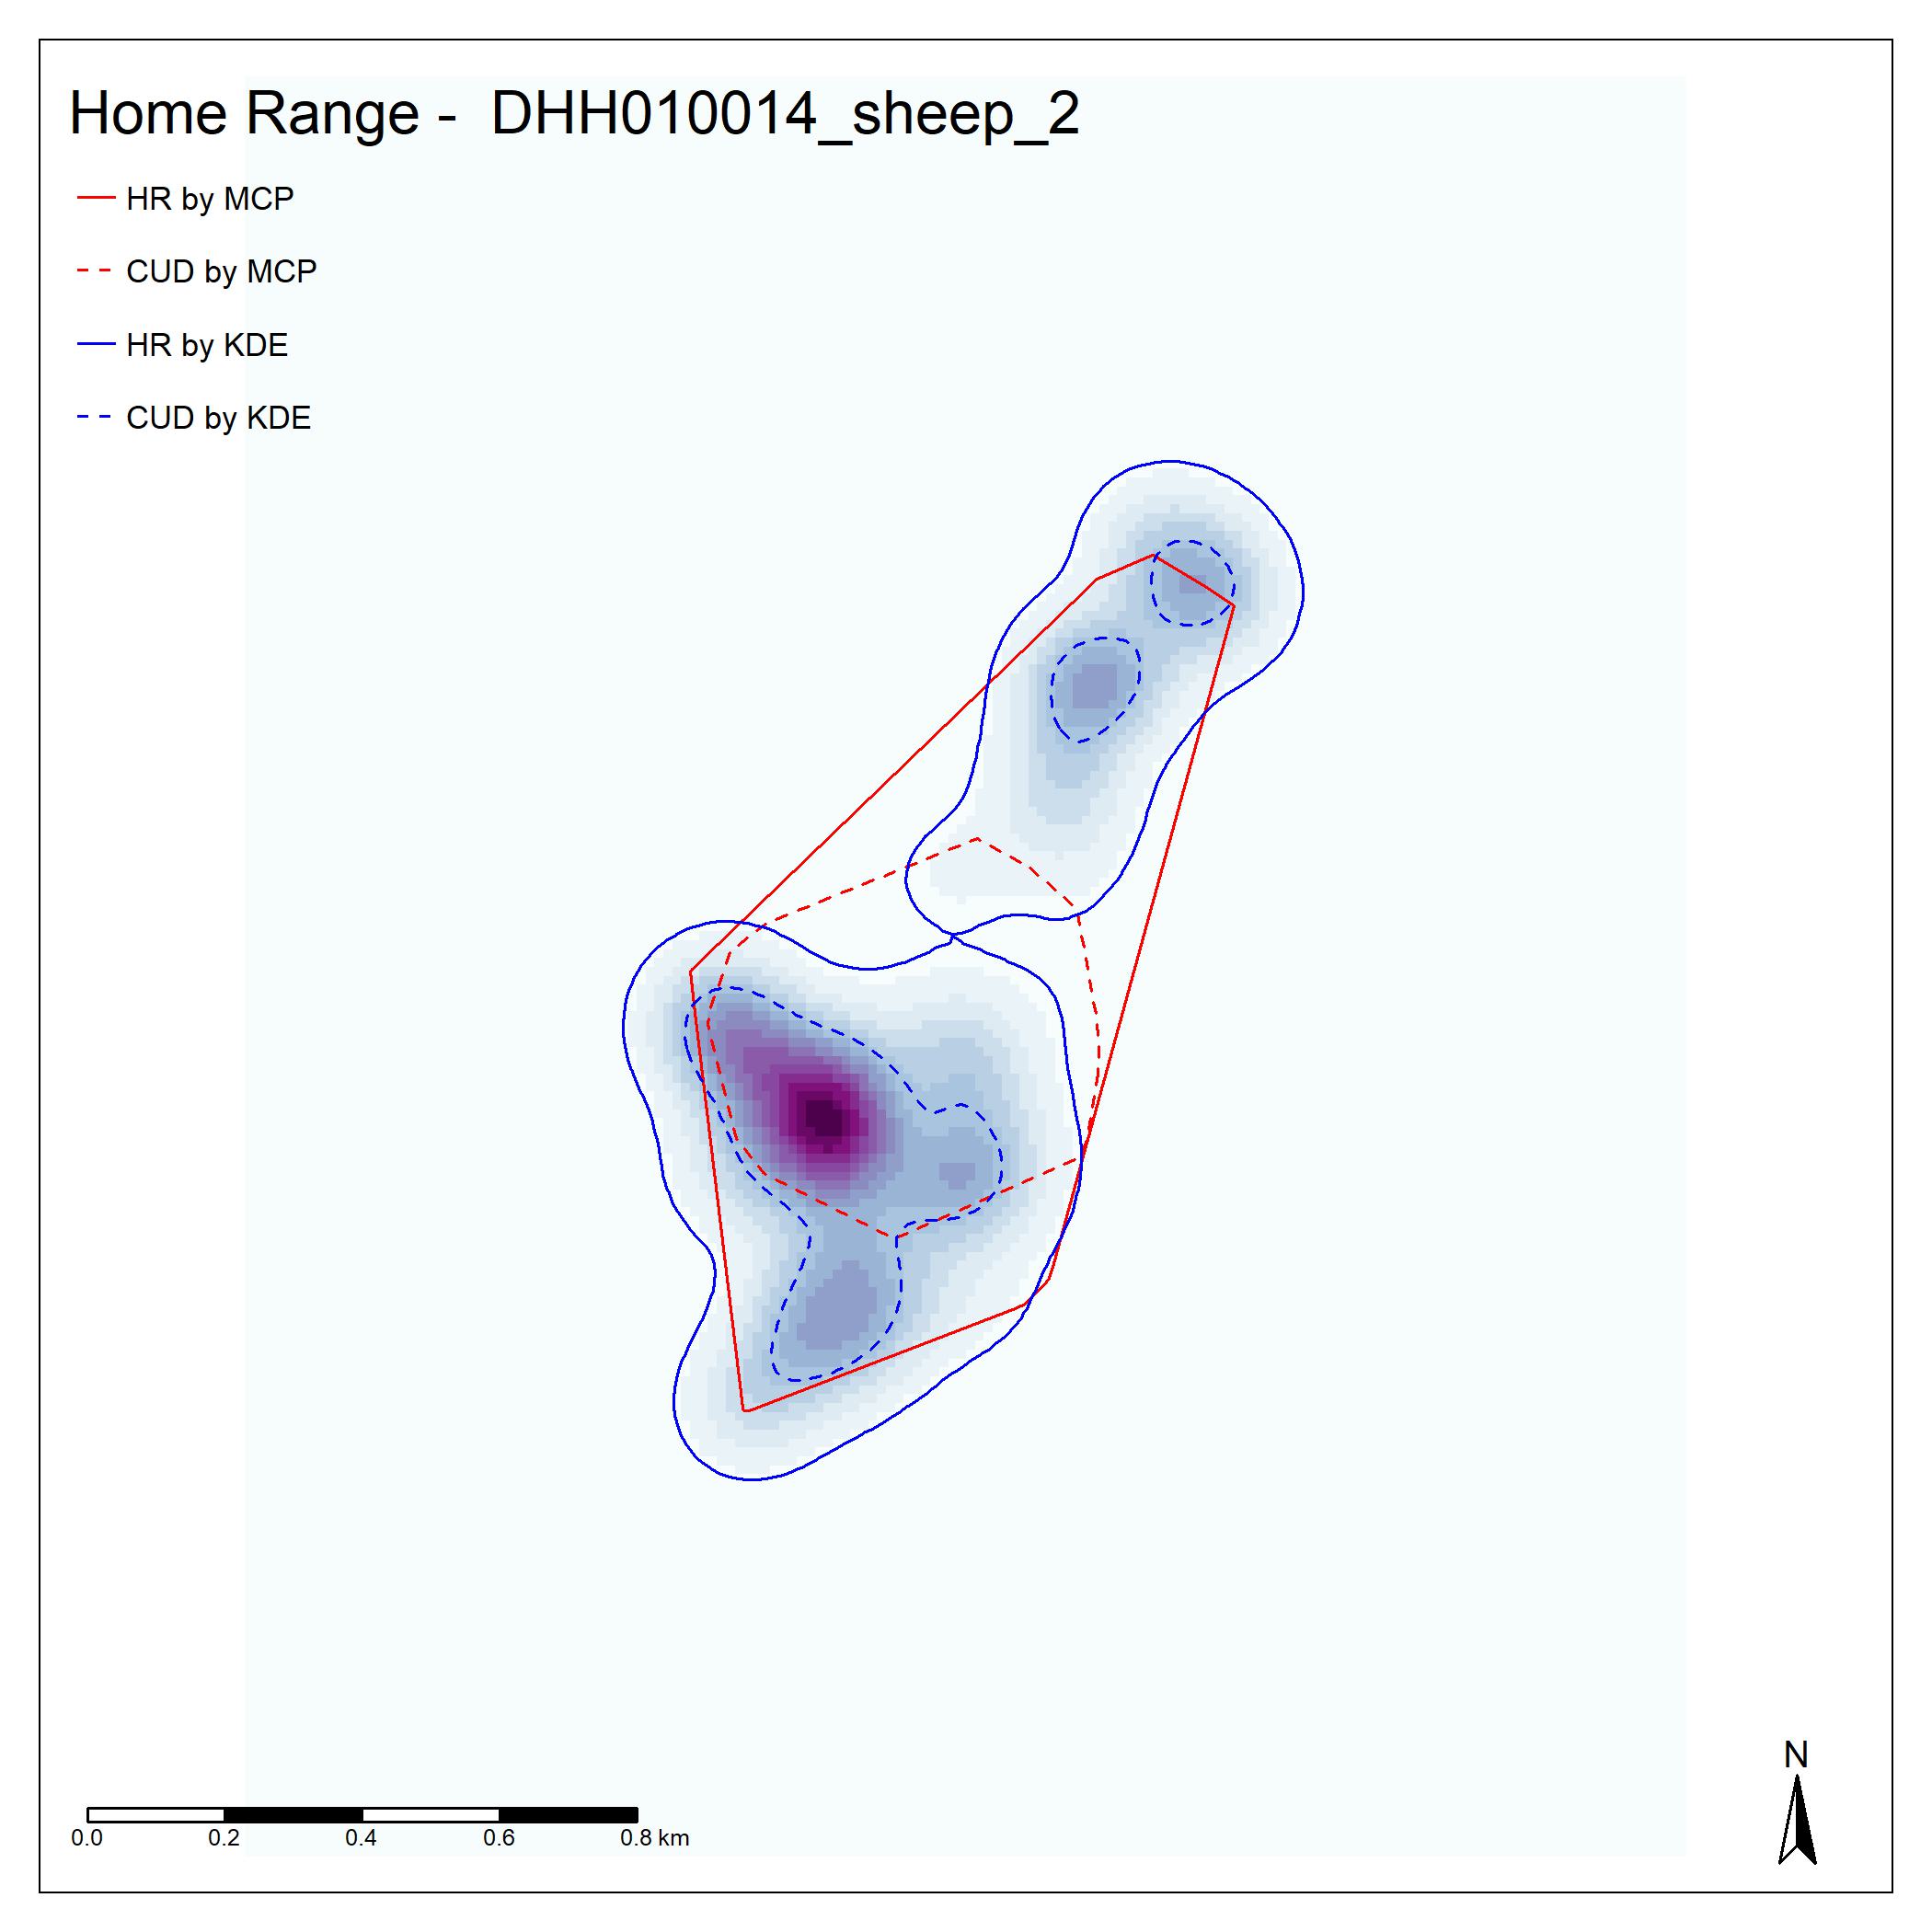 Home Range - DHH010014_sheep_2
HR by MCP
CUD by MCP
HR by KDE
CUD by KDE
N
0.0 0.2 0.4 0.6 0.8 km